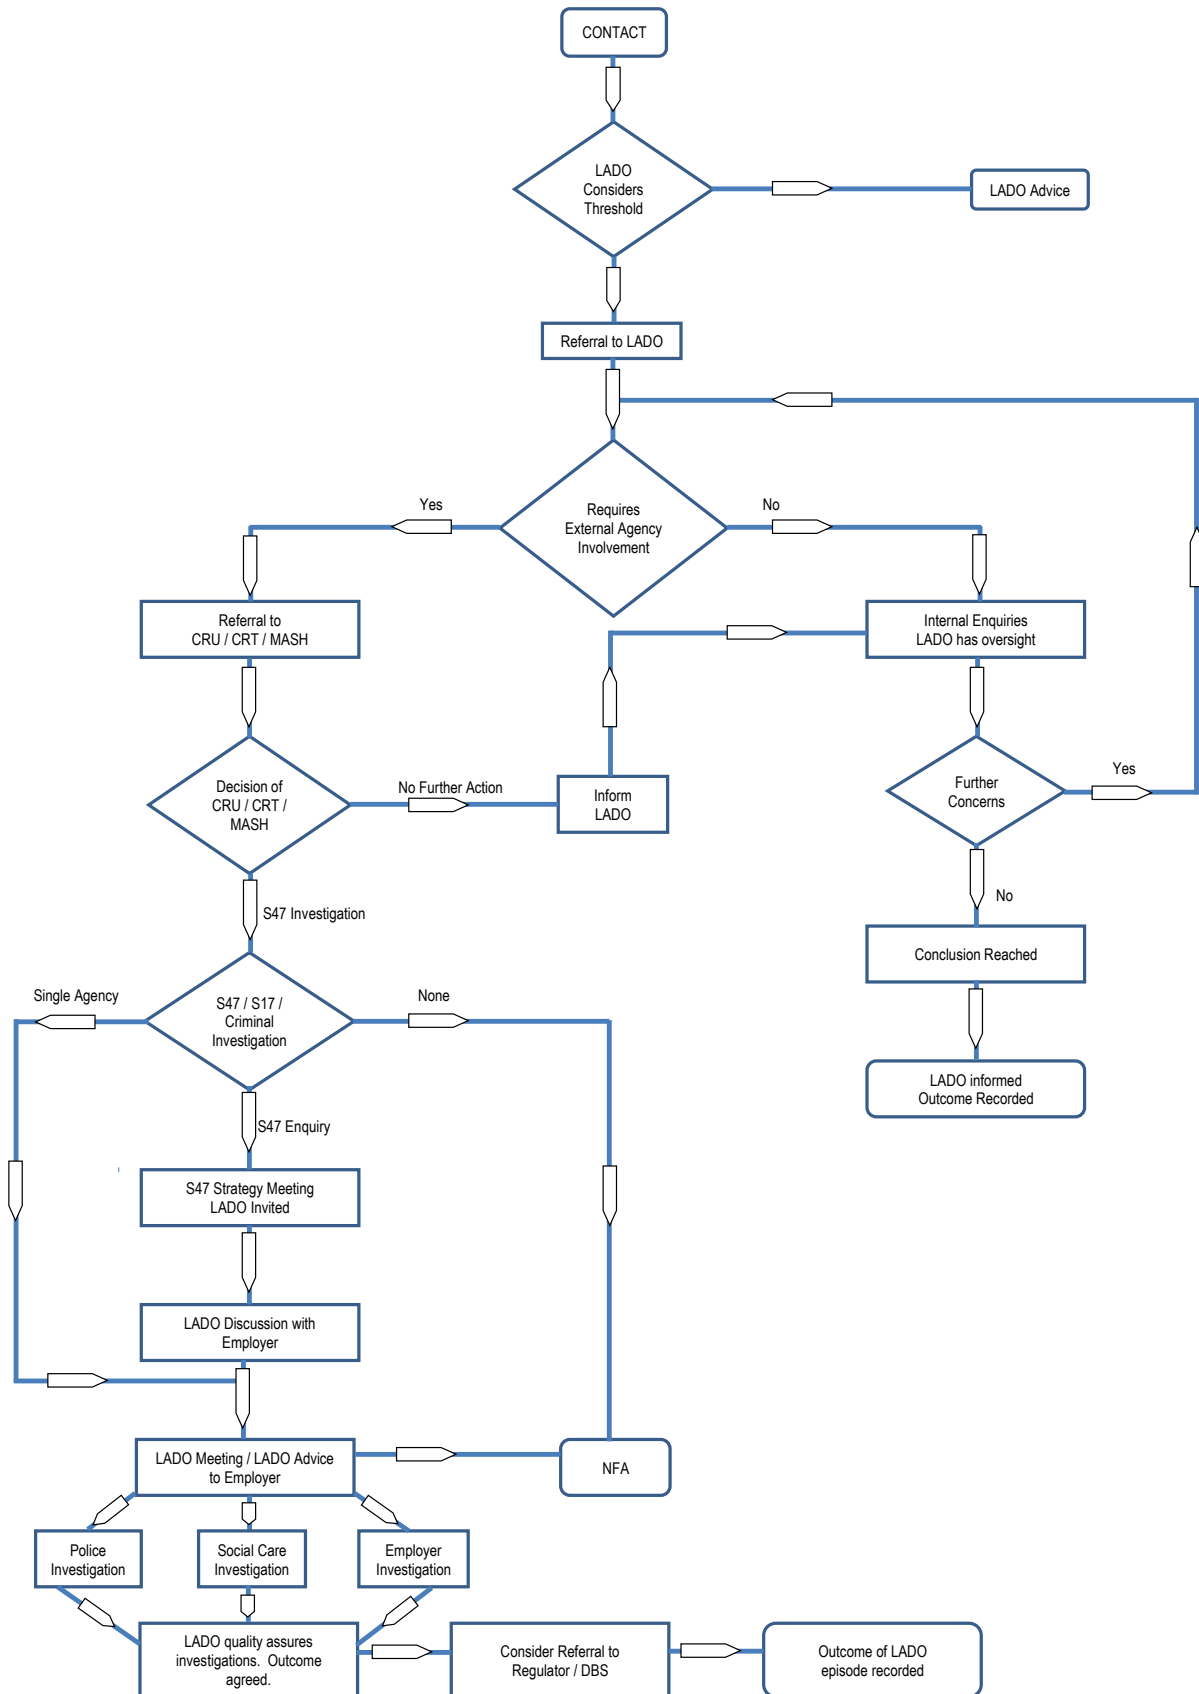 CONTACT
LADO
Considers
Threshold
LADO Advice
Referral to LADO
Yes
Requires
External Agency
Involvement
No
Referral to
CRU / CRT / MASH
Internal Enquiries
LADO has oversight
Decision of
CRU / CRT /
MASH
No Further Action
Inform
LADO
Further
Concerns
Yes
S47 Investigation
No
Conclusion Reached
Single Agency
S47 / S17 /
Criminal
Investigation
None
LADO informed
Outcome Recorded
S47 Enquiry
S47 Strategy Meeting
LADO Invited
LADO Discussion with
Employer
LADO Meeting / LADO Advice
to Employer
NFA
Police
Investigation
Social Care
Investigation
Employer
Investigation
LADO quality assures
investigations.  Outcome
agreed.
Consider Referral to
Regulator / DBS
Outcome of LADO
episode recorded